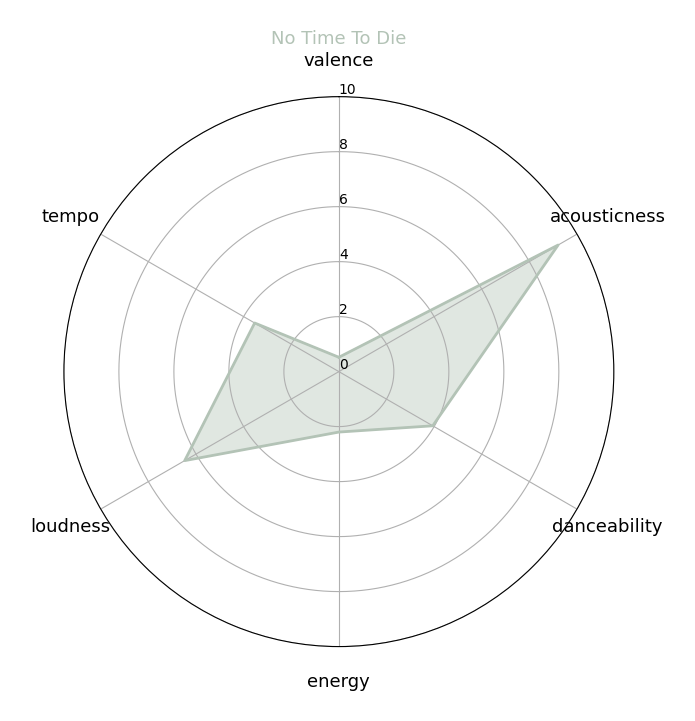 No Time To Die
valence
10
8
6
4
2
0
tempo
acousticness
loudness
danceability
energy